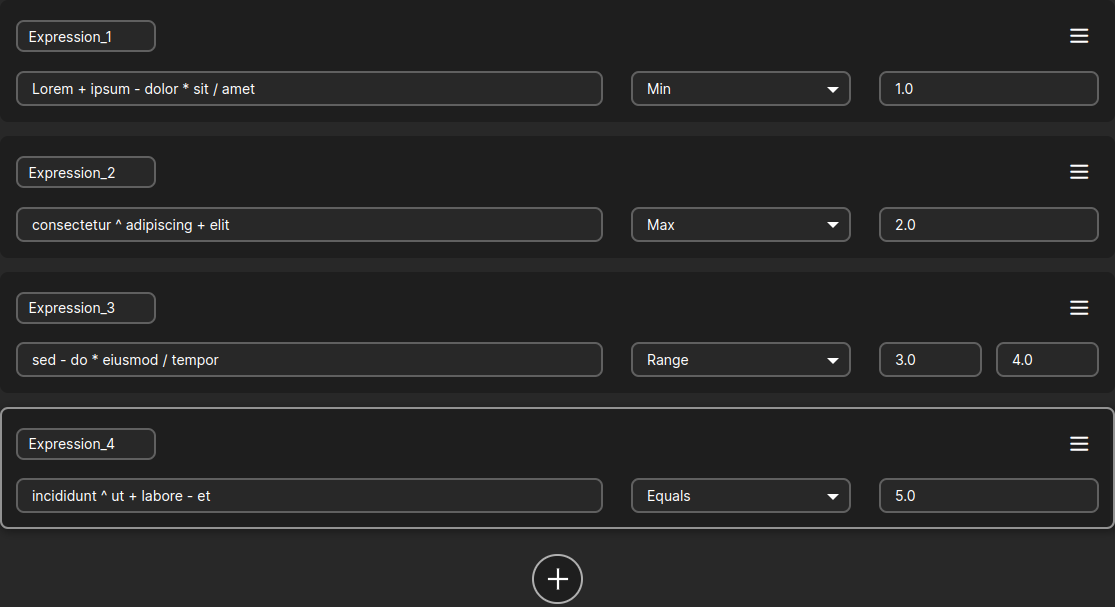 Expression_1
Lorem + ipsum - dolor * sit / amet Min 1.0
Expression_2
consectetur ^ adipiscing + elit Max 2.0
Expression_3
sed - do * eiusmod / tempor Range 3.0 4.0
Expression_4
incididunt ^ ut + labore - et Equals 5.0